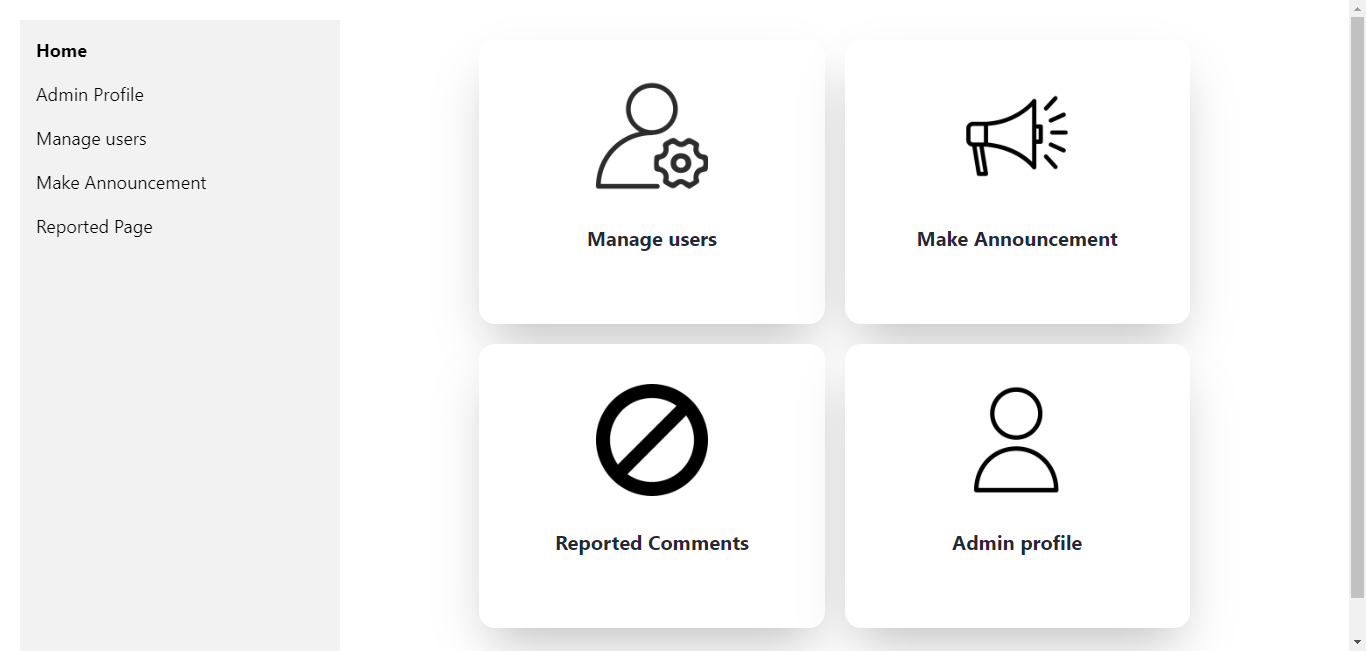 Home
Admin Profile
Manage users
Make Announcement
Reported Page
Manage users
Make Announcement
Reported Comments
Admin profile